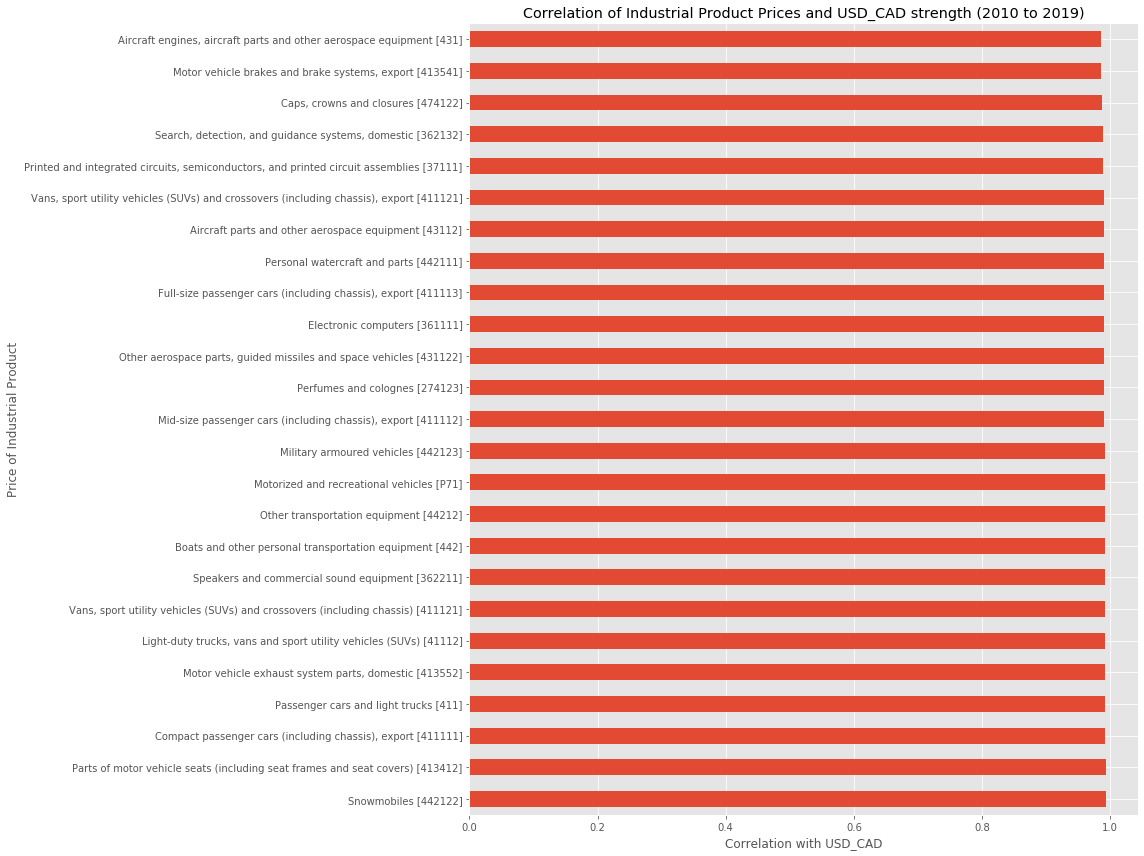 Correlation of Industrial Product Prices and USD_CAD strength (2010 to 2019)
Aircraft engines, aircraft parts and other aerospace equipment [431]
Motor vehicle brakes and brake systems, export [413541]
Caps, crowns and closures [474122]
Search, detection, and guidance systems, domestic [362132]
Printed and integrated circuits, semiconductors, and printed circuit assemblies [37111]
Vans, sport utility vehicles (SUVs) and crossovers (including chassis), export [411121]
Aircraft parts and other aerospace equipment [43112]
Personal watercraft and parts [442111]
Full-size passenger cars (including chassis), export [411113]
Electronic computers [361111]
Other aerospace parts, guided missiles and space vehicles [431122]
Perfumes and colognes [274123]
Mid-size passenger cars (including chassis), export [411112]
Military armoured vehicles [442123]
Motorized and recreational vehicles [P71]
Other transportation equipment [44212]
Boats and other personal transportation equipment [442]
Speakers and commercial sound equipment [362211]
Vans, sport utility vehicles (SUVs) and crossovers (including chassis) [411121]
Light-duty trucks, vans and sport utility vehicles (SUVs) [41112]
Motor vehicle exhaust system parts, domestic [413552]
Passenger cars and light trucks [411]
Compact passenger cars (including chassis), export [411111]
Parts of motor vehicle seats (including seat frames and seat covers) [413412]
Snowmobiles [442122]
Price of Industrial Product
0.0 0.2 0.4 0.6 0.8 1.0
Correlation with USD_CAD